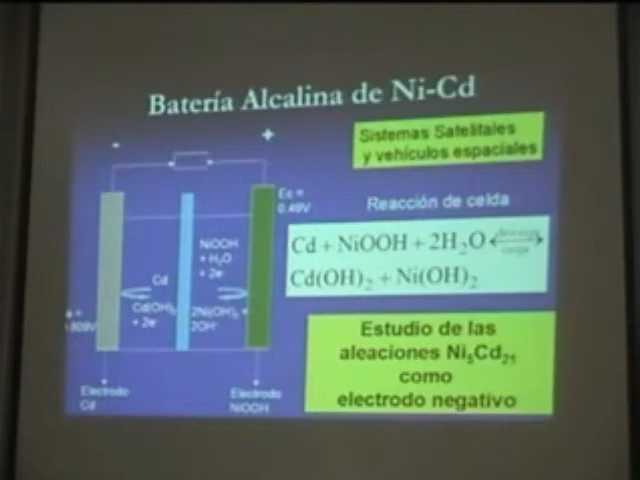 Batería Alcalina de Ni-Cd
- +
Sistemas Satelitales
y vehículos espaciales
Ec =
0.49V
Reacción de celda
Cd + NiOOH + 2H₂O
Cd(OH)₂ + Ni(OH)₂
NiOOH
+ H₂O
+ 2e⁻
Cd
Cd(OH)₂
+ 2e⁻
2Ni(OH)₂ +
2OH⁻
.809V
Estudio de las
aleaciones Ni₅Cd₂₁
como
electrodo negativo
Electrodo
Cd
Electrodo
NiOOH